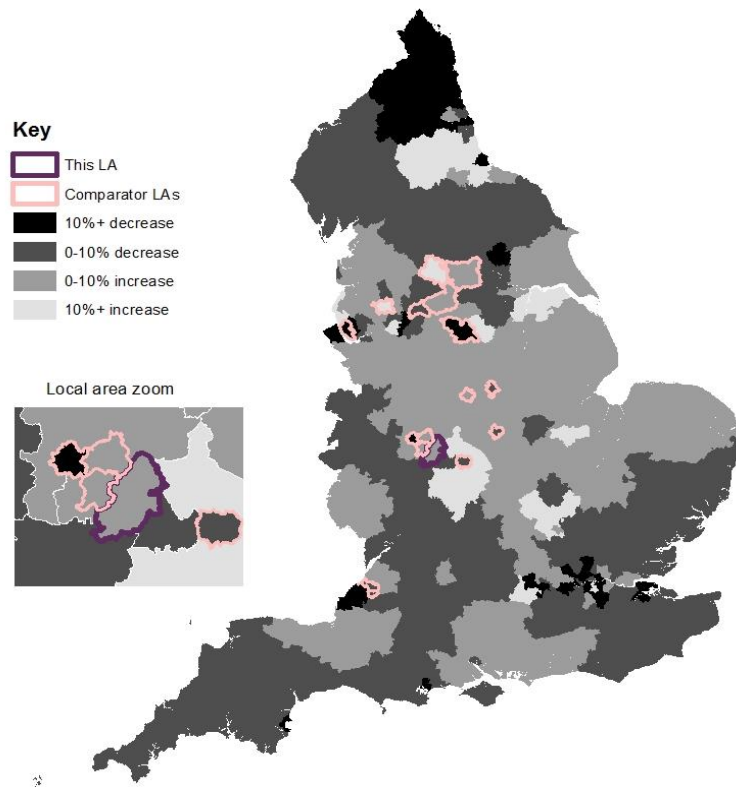 Key
This LA
Comparator LAs
10%+ decrease
0-10% decrease
0-10% increase
10%+ increase
Local area zoom